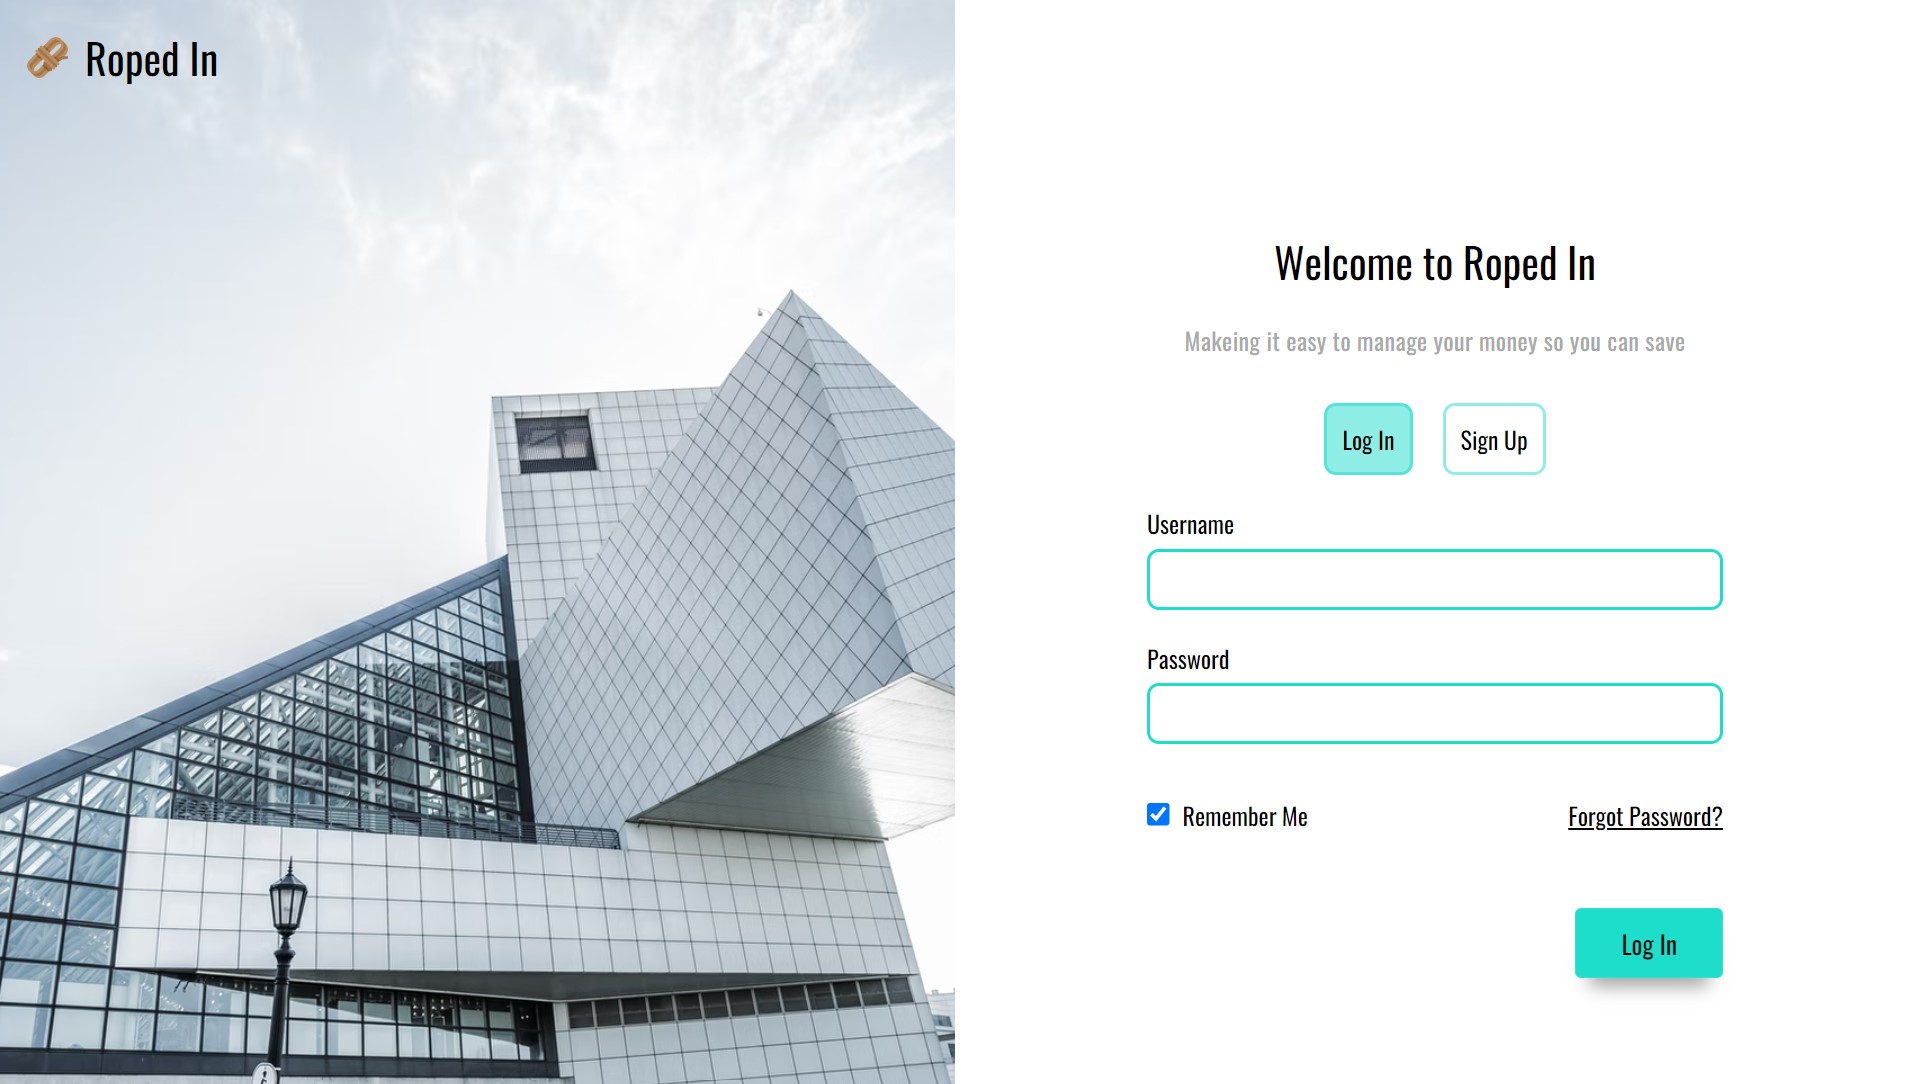 Roped In
Welcome to Roped In
Makeing it easy to manage your money so you can save
Log In
Sign Up
Username
Password
Remember Me
Forgot Password?
Log In